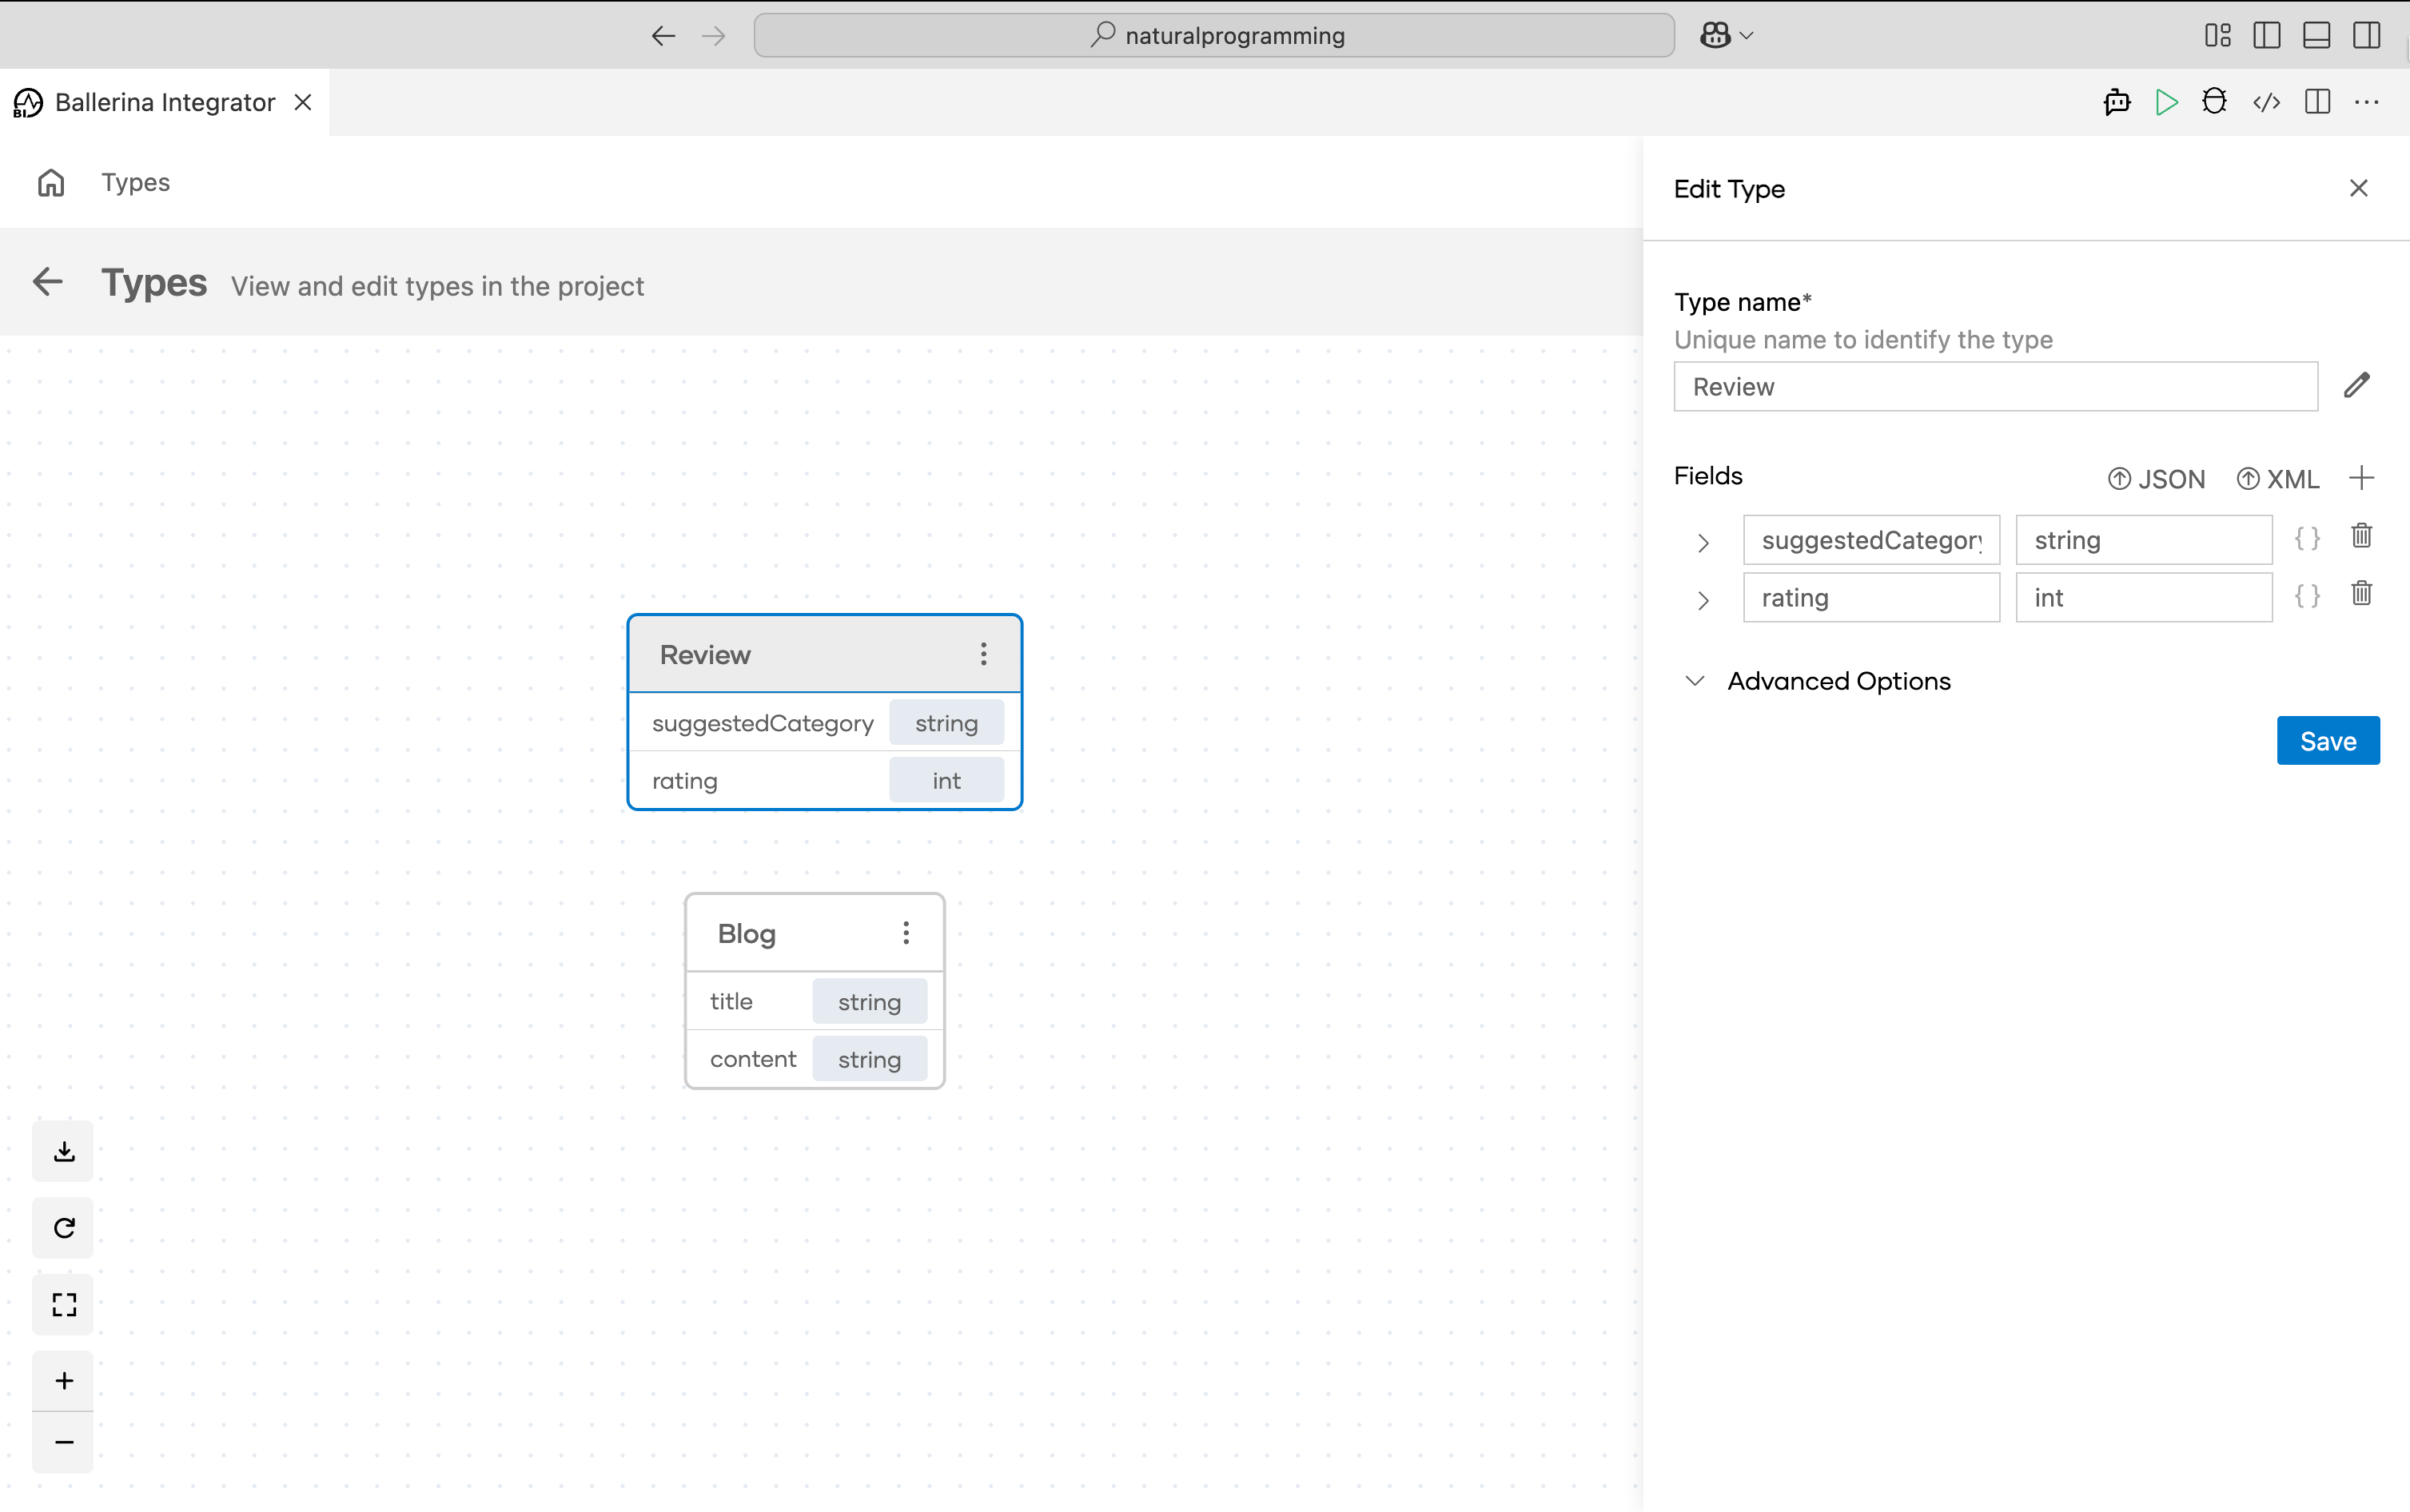 naturalprogramming
BI Ballerina Integrator
Types
Types View and edit types in the project
Review
suggestedCategory string
rating int
Blog
title string
content string
Edit Type
Type name*
Unique name to identify the type
Review
Fields JSON XML
suggestedCategory string { }
rating int { }
Advanced Options
Save